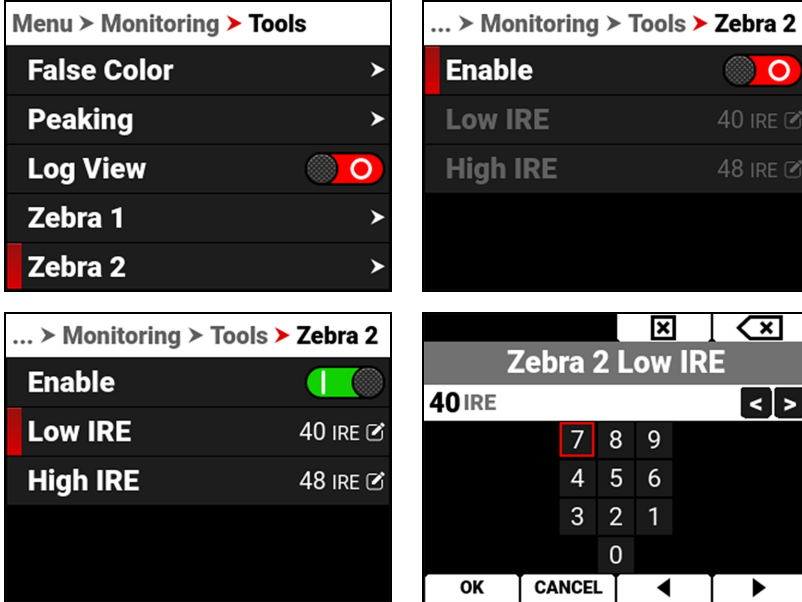 Menu > Monitoring > Tools
False Color >
Peaking >
Log View
Zebra 1 >
Zebra 2 >
... > Monitoring > Tools > Zebra 2
Enable
Low IRE 40 IRE
High IRE 48 IRE
... > Monitoring > Tools > Zebra 2
Enable
Low IRE 40 IRE
High IRE 48 IRE
Zebra 2 Low IRE
40 IRE < >
7 8 9
4 5 6
3 2 1
0
OK CANCEL